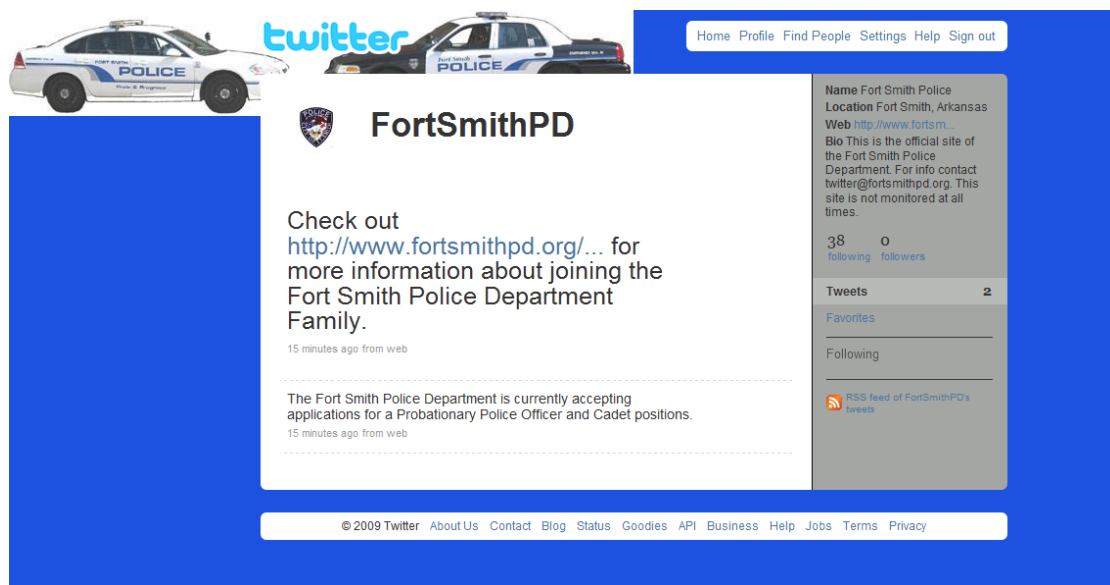 twitter
Home Profile Find People Settings Help Sign out
FORT SMITH
POLICE
Pride & Progress
Fort Smith
POLICE
FortSmithPD
Check out
http://www.fortsmithpd.org/... for
more information about joining the
Fort Smith Police Department
Family.
15 minutes ago from web
The Fort Smith Police Department is currently accepting
applications for a Probationary Police Officer and Cadet positions.
15 minutes ago from web
Name Fort Smith Police
Location Fort Smith, Arkansas
Web http://www.fortsm...
Bio This is the official site of
the Fort Smith Police
Department. For info contact
twitter@fortsmithpd.org. This
site is not monitored at all
times.
38 0
following followers
Tweets 2
Favorites
Following
RSS feed of FortSmithPD's
tweets
© 2009 Twitter About Us Contact Blog Status Goodies API Business Help Jobs Terms Privacy